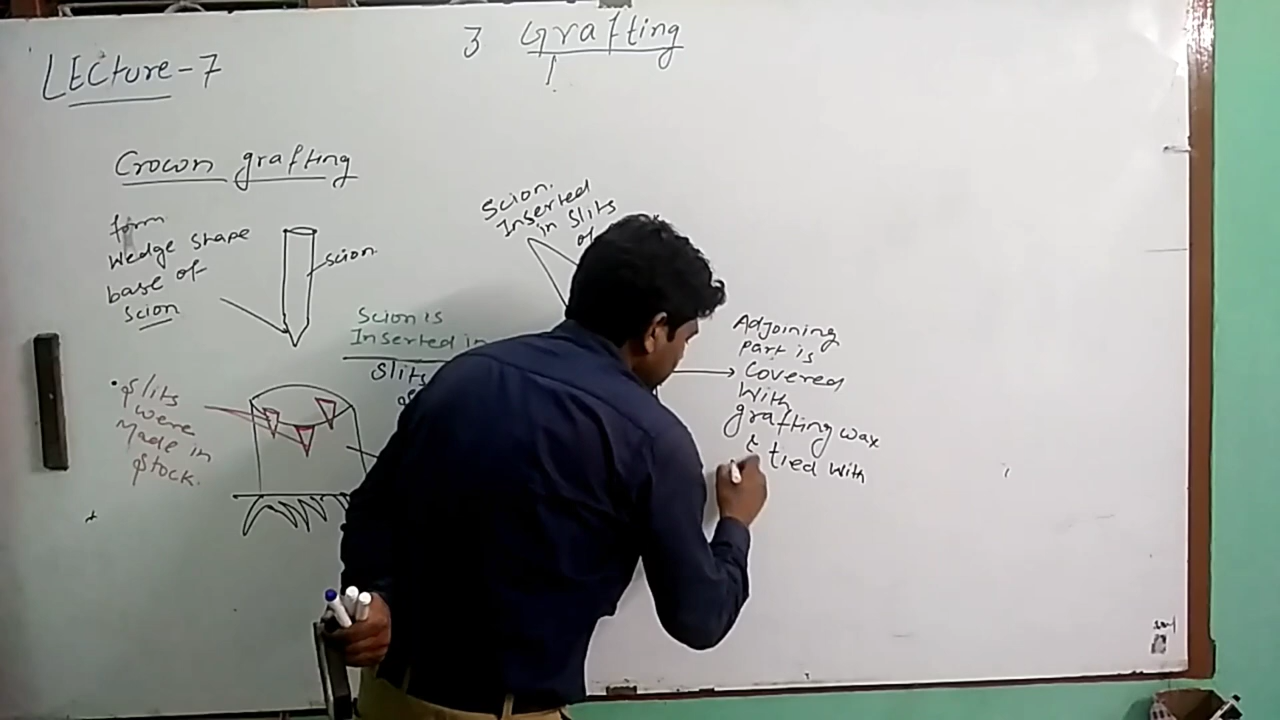 LECture-7
3 Grafting
Crown grafting
form
Wedge shape
base of
scion
scion
Scion is
Inserted in
slits
Scion.
Inserted
in slits
of
• slits
were
Made in
stock.
Adjoining
part is
Covered
With
grafting wax
& tied with